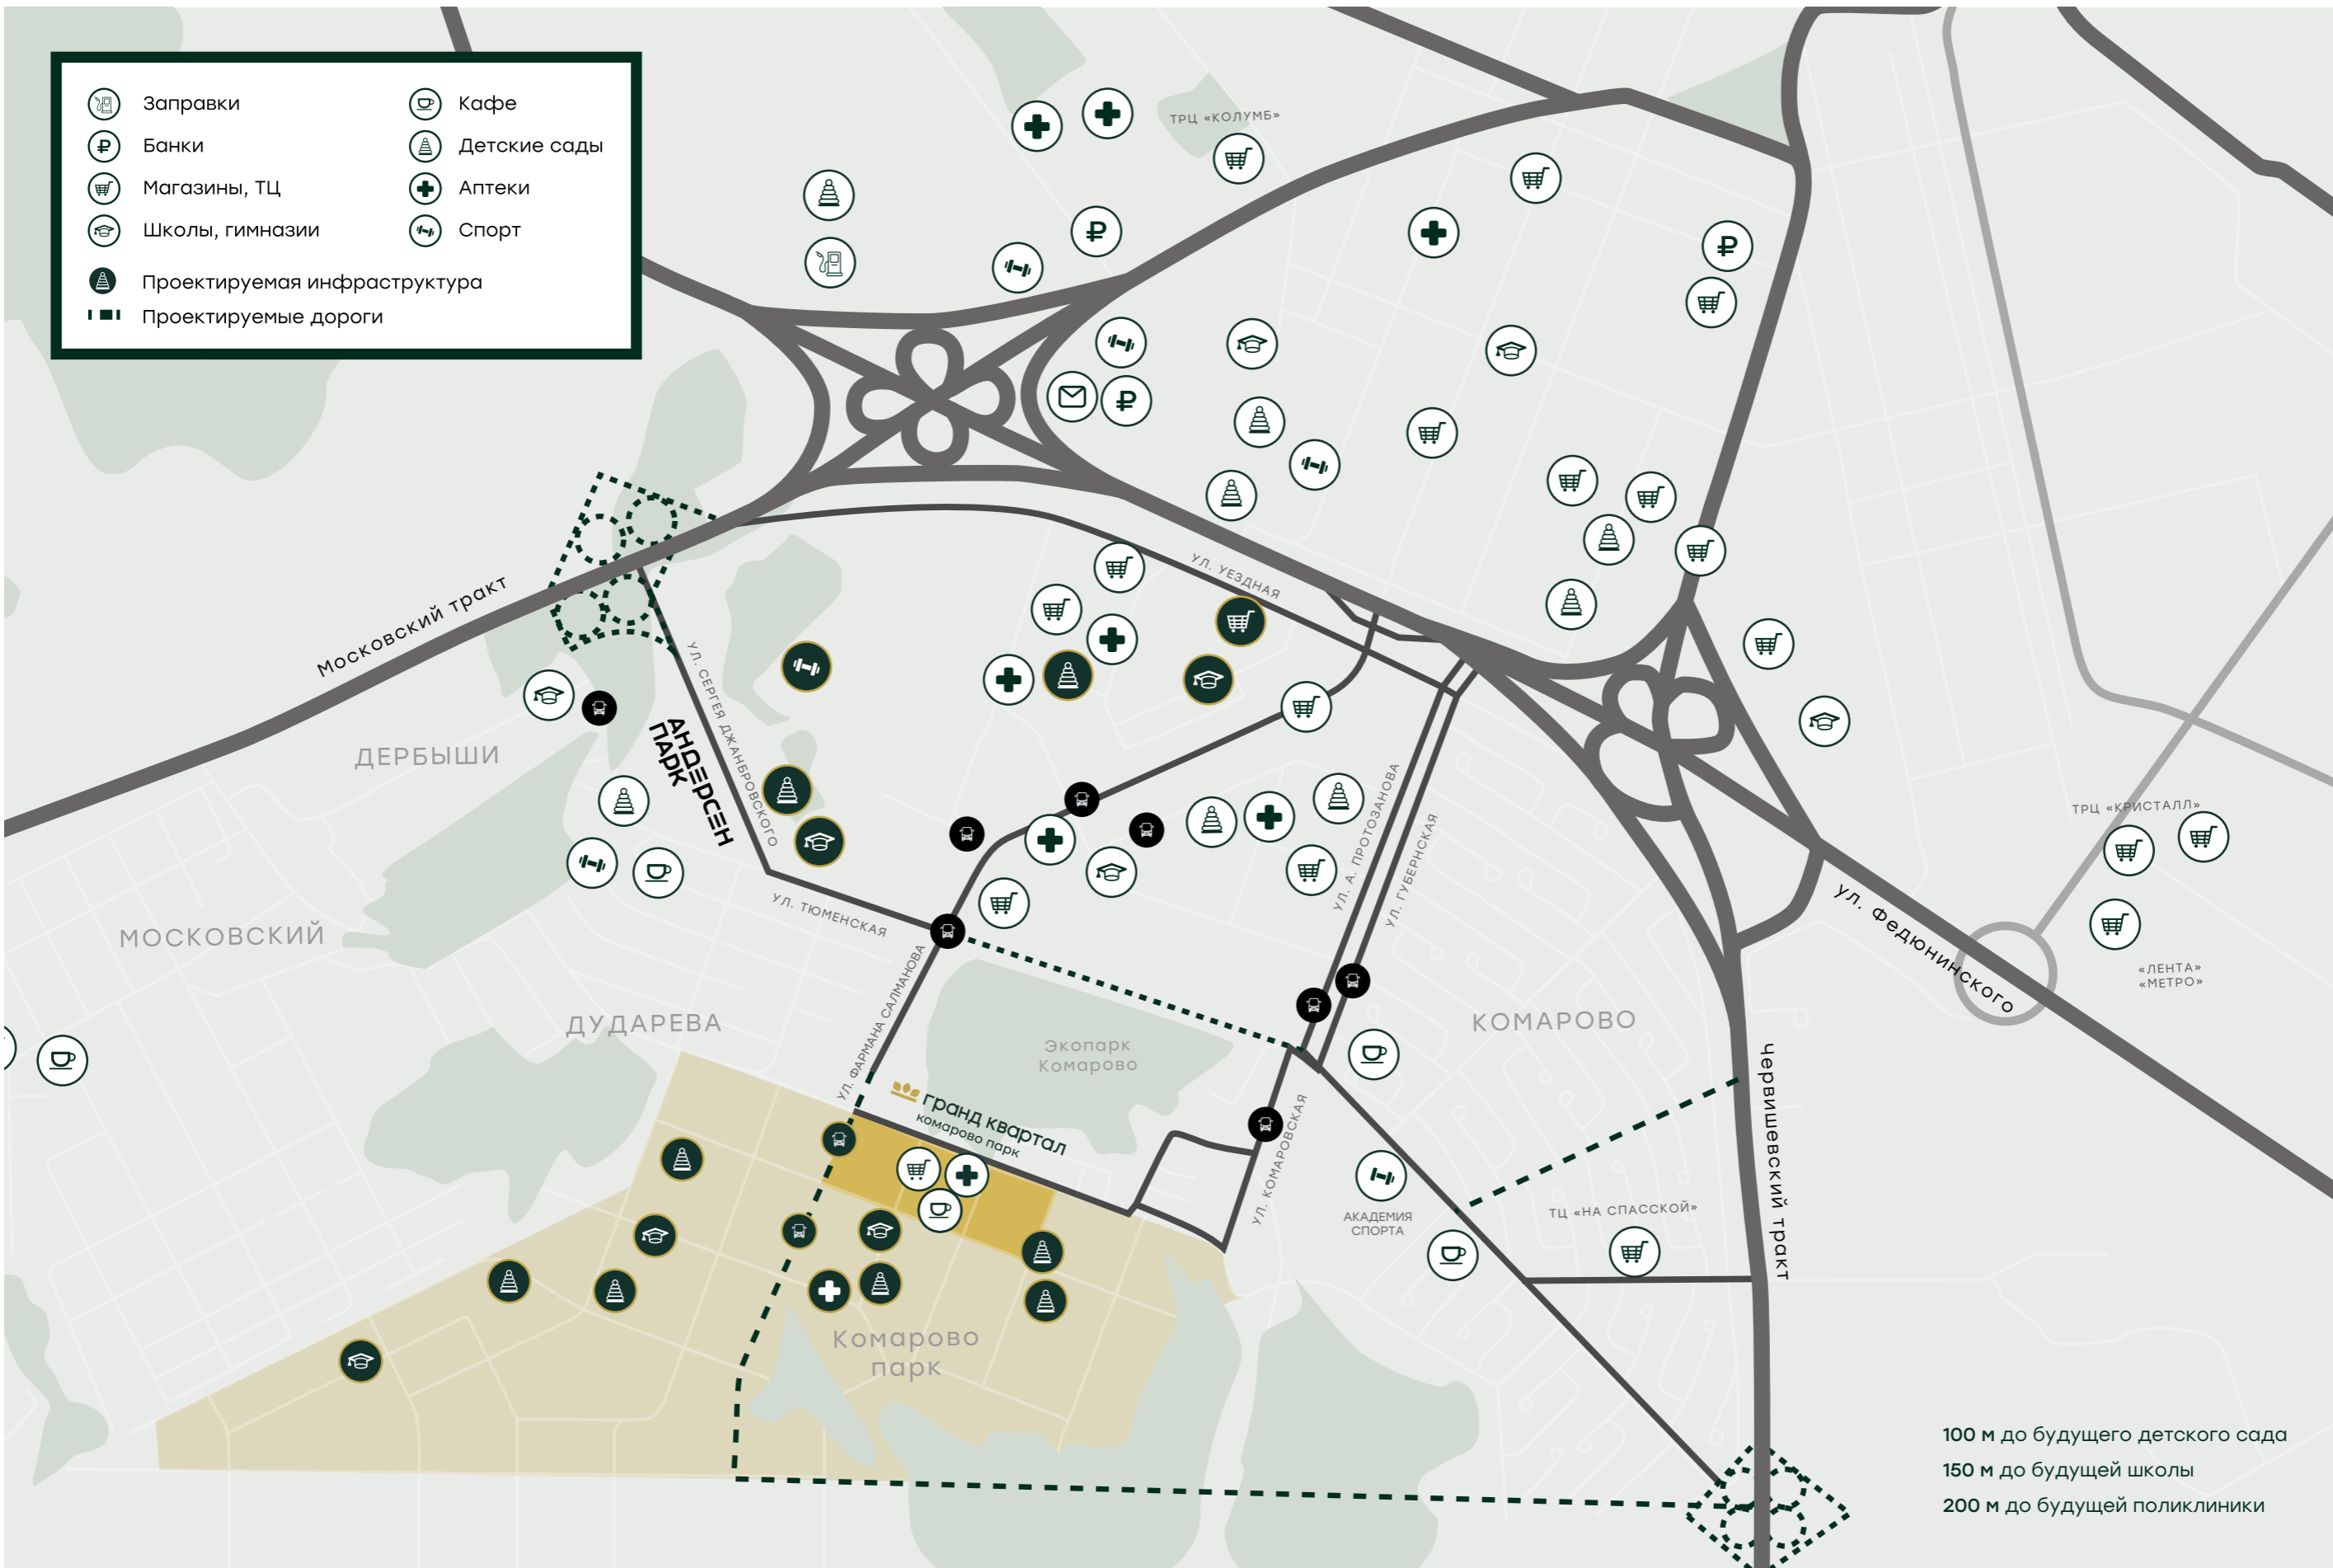 Заправки
Банки
Магазины, ТЦ
Школы, гимназии
Кафе
Детские сады
Аптеки
Спорт
Проектируемая инфраструктура
Проектируемые дороги
ТРЦ «КОЛУМБ»
УЛ. УЕЗДНАЯ
Московский тракт
УЛ. СЕРГЕЯ ДЖАНБРОВСКОГО
АНДЕРСЕН
ПАРК
ДЕРБЫШИ
МОСКОВСКИЙ
УЛ. ТЮМЕНСКАЯ
УЛ. А. ПРОТОЗАНОВА
УЛ. ГУБЕРНСКАЯ
ТРЦ «КРИСТАЛЛ»
ул. Федюнинского
«ЛЕНТА»
«МЕТРО»
ДУДАРЕВА
УЛ. ФАРМАНА САЛМАНОВА
Экопарк
Комарово
КОМАРОВО
гранд квартал
комарово парк
УЛ. КОМАРОВСКАЯ
АКАДЕМИЯ
СПОРТА
ТЦ «НА СПАССКОЙ»
Червишевский тракт
Комарово
парк
100 м до будущего детского сада
150 м до будущей школы
200 м до будущей поликлиники